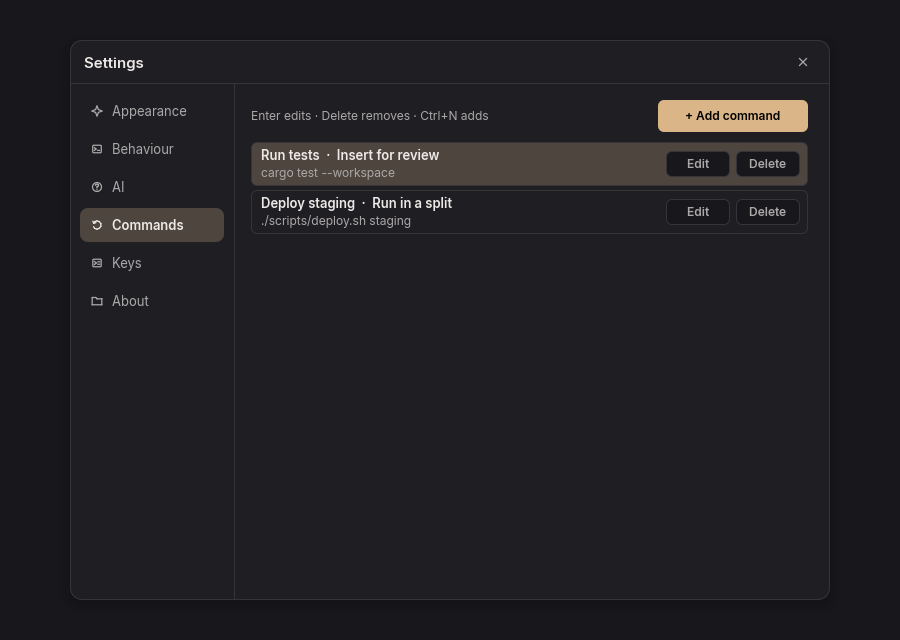 Settings
Appearance
Behaviour
AI
Commands
Keys
About
Enter edits · Delete removes · Ctrl+N adds
+ Add command
Run tests · Insert for review
cargo test --workspace
Edit
Delete
Deploy staging · Run in a split
./scripts/deploy.sh staging
Edit
Delete